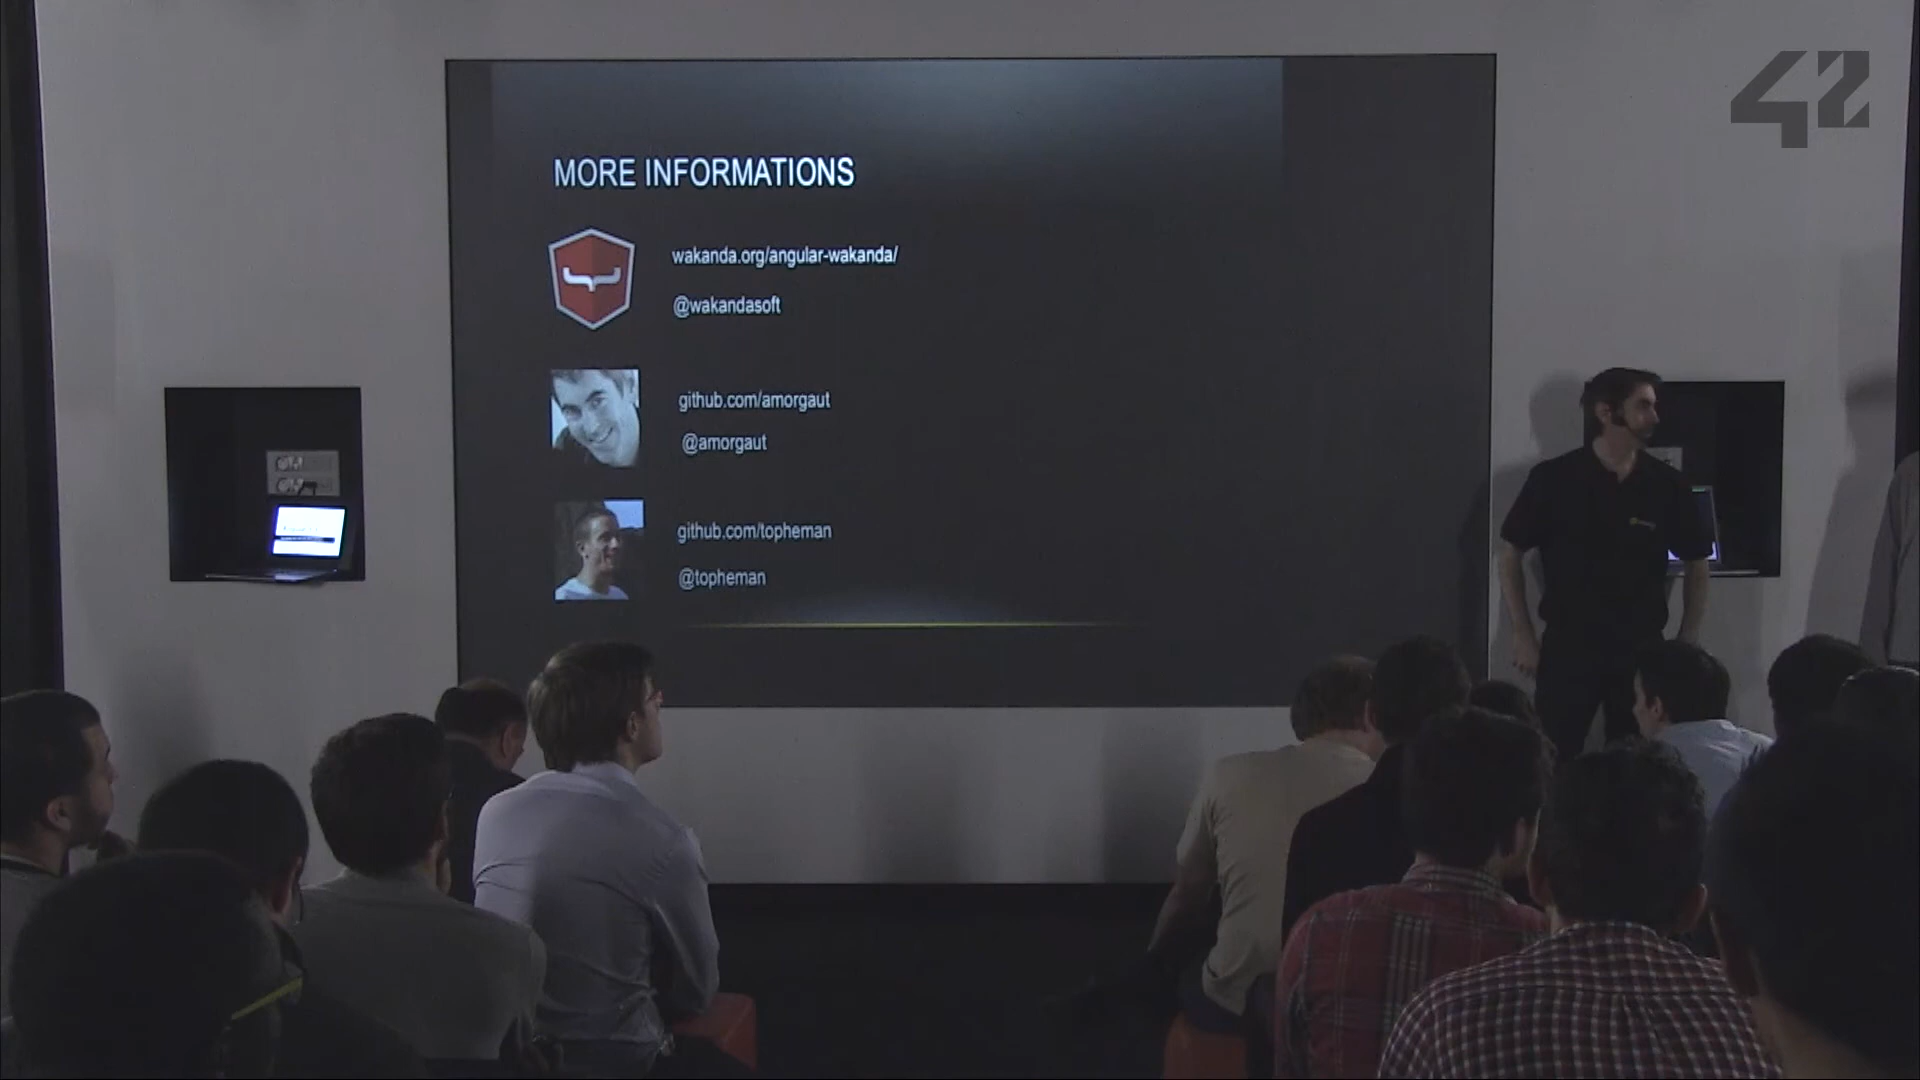 42
MORE INFORMATIONS
wakanda.org/angular-wakanda/
@wakandasoft
github.com/amorgaut
@amorgaut
github.com/topheman
@topheman